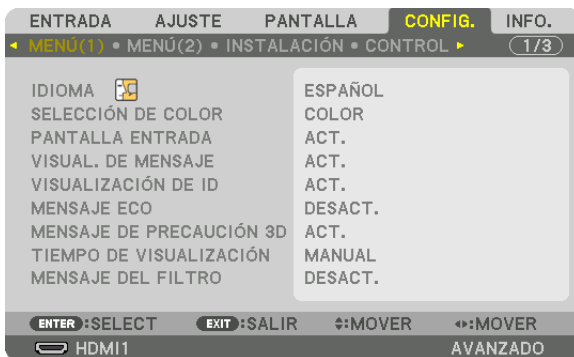 ENTRADA AJUSTE PANTALLA CONFIG. INFO.
MENÚ(1) • MENÚ(2) • INSTALACIÓN • CONTROL 1/3
IDIOMA ESPAÑOL
SELECCIÓN DE COLOR COLOR
PANTALLA ENTRADA ACT.
VISUAL. DE MENSAJE ACT.
VISUALIZACIÓN DE ID ACT.
MENSAJE ECO DESACT.
MENSAJE DE PRECAUCIÓN 3D ACT.
TIEMPO DE VISUALIZACIÓN MANUAL
MENSAJE DEL FILTRO DESACT.
ENTER :SELECT EXIT :SALIR :MOVER :MOVER
HDMI1 AVANZADO